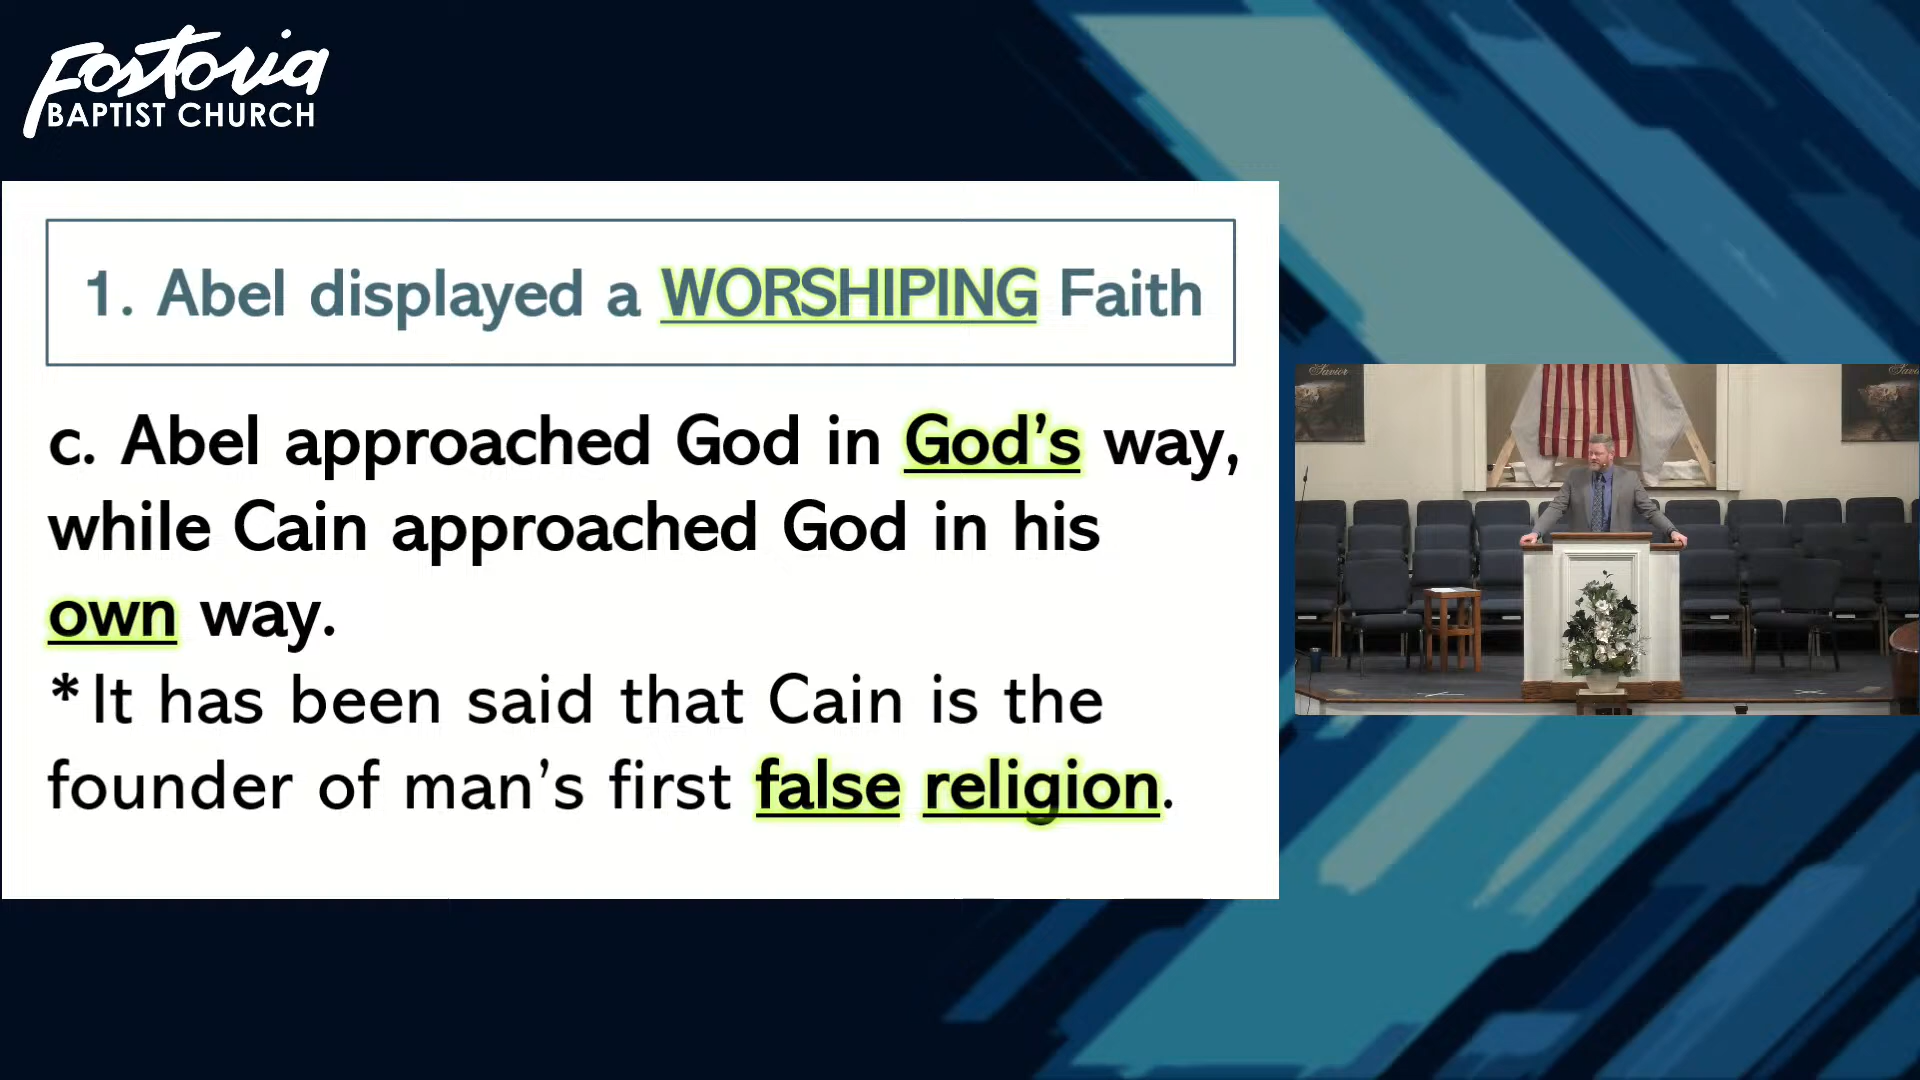 Fostoria
BAPTIST CHURCH
1. Abel displayed a WORSHIPING Faith
c. Abel approached God in God’s way,
while Cain approached God in his
own way.
*It has been said that Cain is the
founder of man’s first false religion.
Savior